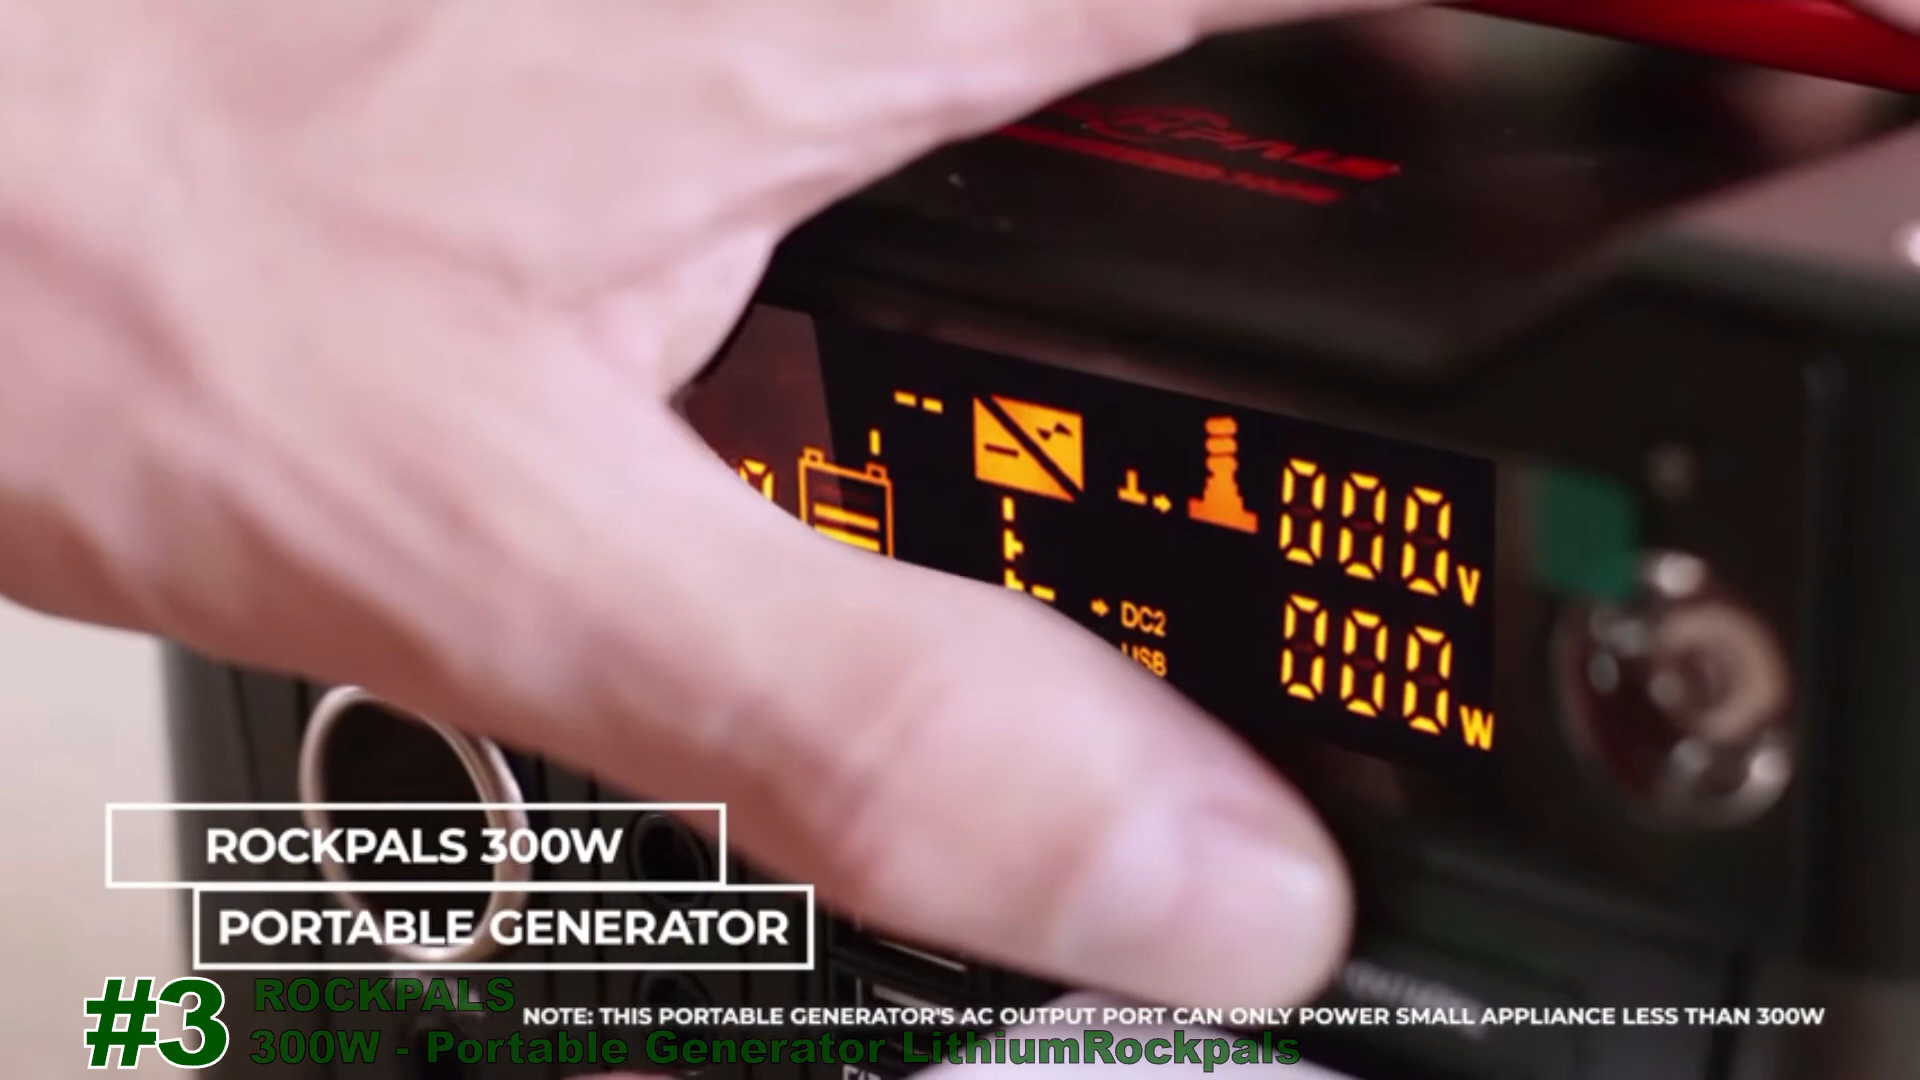 000V
DC2
USB
000W
ROCKPALS 300W
PORTABLE GENERATOR
#3
ROCKPALS
NOTE: THIS PORTABLE GENERATOR'S AC OUTPUT PORT CAN ONLY POWER SMALL APPLIANCE LESS THAN 300W
300W - Portable Generator LithiumRockpals